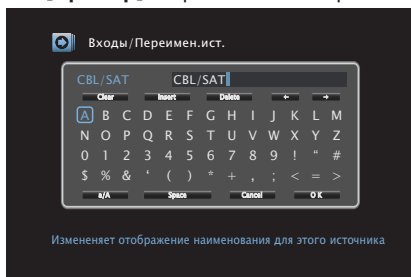 Входы/Переимен.ист.
CBL/SAT CBL/SAT
Clear Insert Delete ← →
A B C D E F G H I J K L M
N O P Q R S T U V W X Y Z
0 1 2 3 4 5 6 7 8 9 ! “ #
$ % & ‘ ( ) * + , ; < = >
a/A Space Cancel OK
Измененяет отображение наименования для этого источника